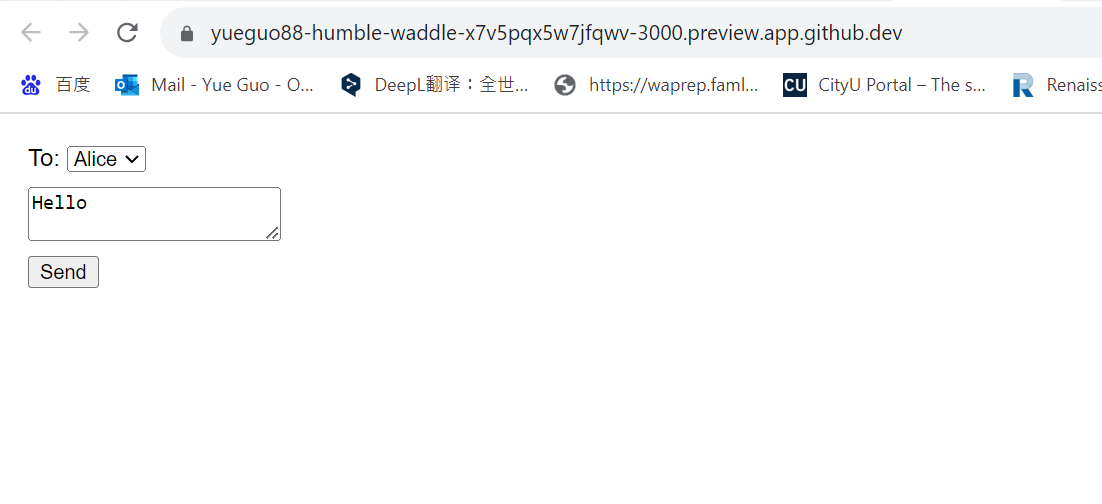 yueguo88-humble-waddle-x7v5pqx5w7jfqwv-3000.preview.app.github.dev
百度 Mail - Yue Guo - O... DeepL翻译：全世... https://waprep.faml... CU CityU Portal – The s... R Renaiss
To: Alice
Hello
Send